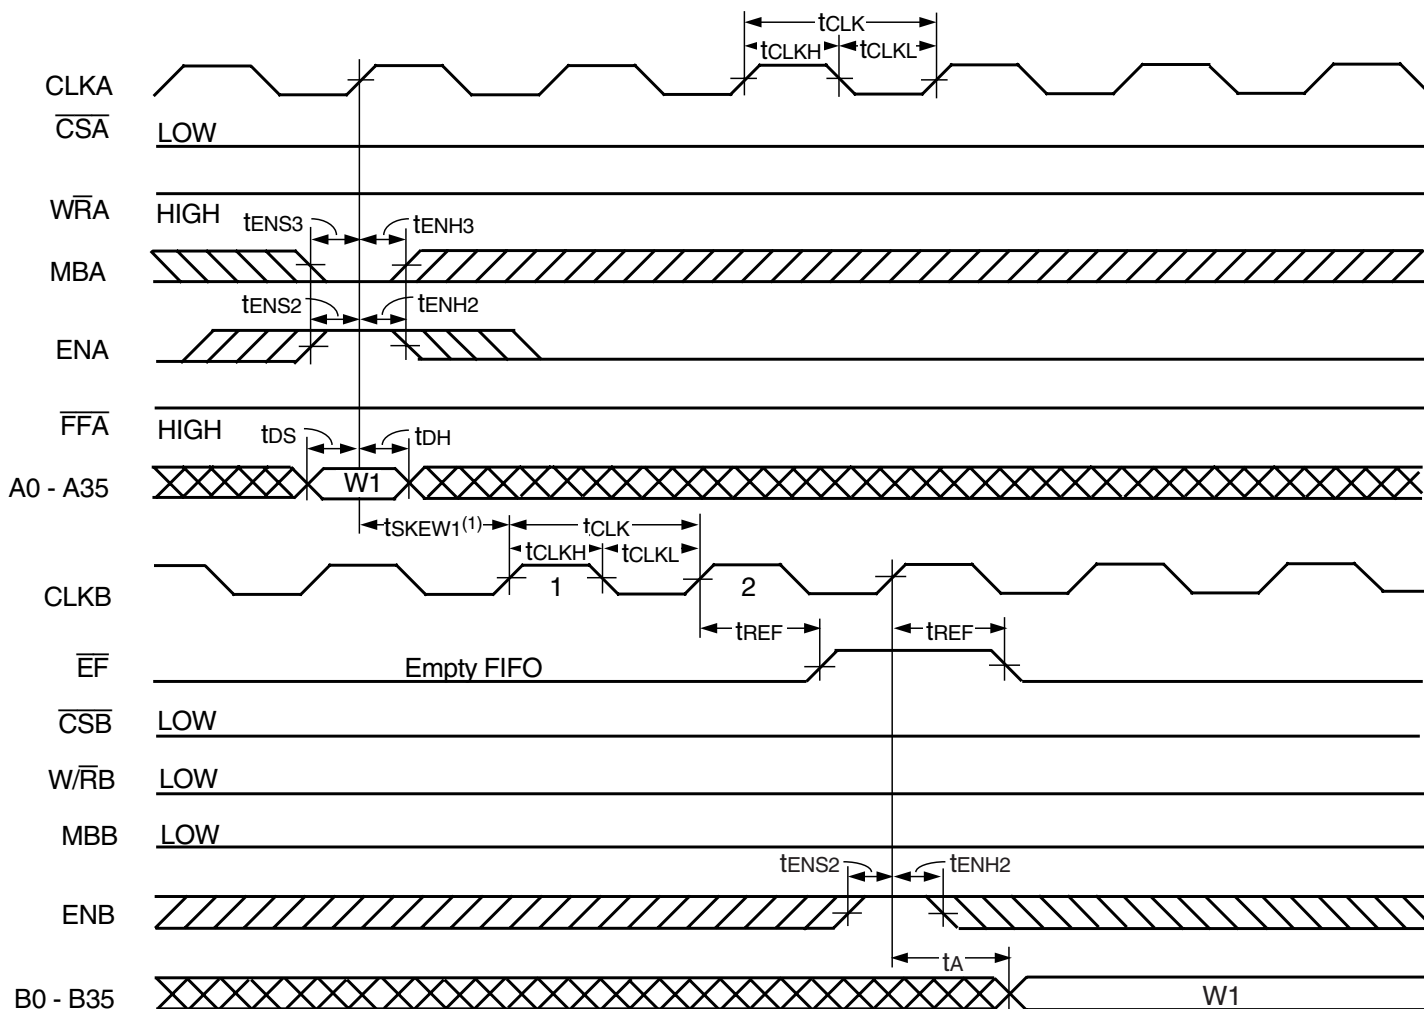 tCLK
tCLKH tCLKL
CLKA
CSA LOW
WRA HIGH
tENS3 tENH3
MBA
tENS2 tENH2
ENA
FFA HIGH
tDS tDH
A0 - A35 W1
tSKEW1(1) tCLK
tCLKH tCLKL
CLKB 1 2
tREF tREF
EF Empty FIFO
CSB LOW
W/RB LOW
MBB LOW
tENS2 tENH2
ENB
tA
B0 - B35 W1